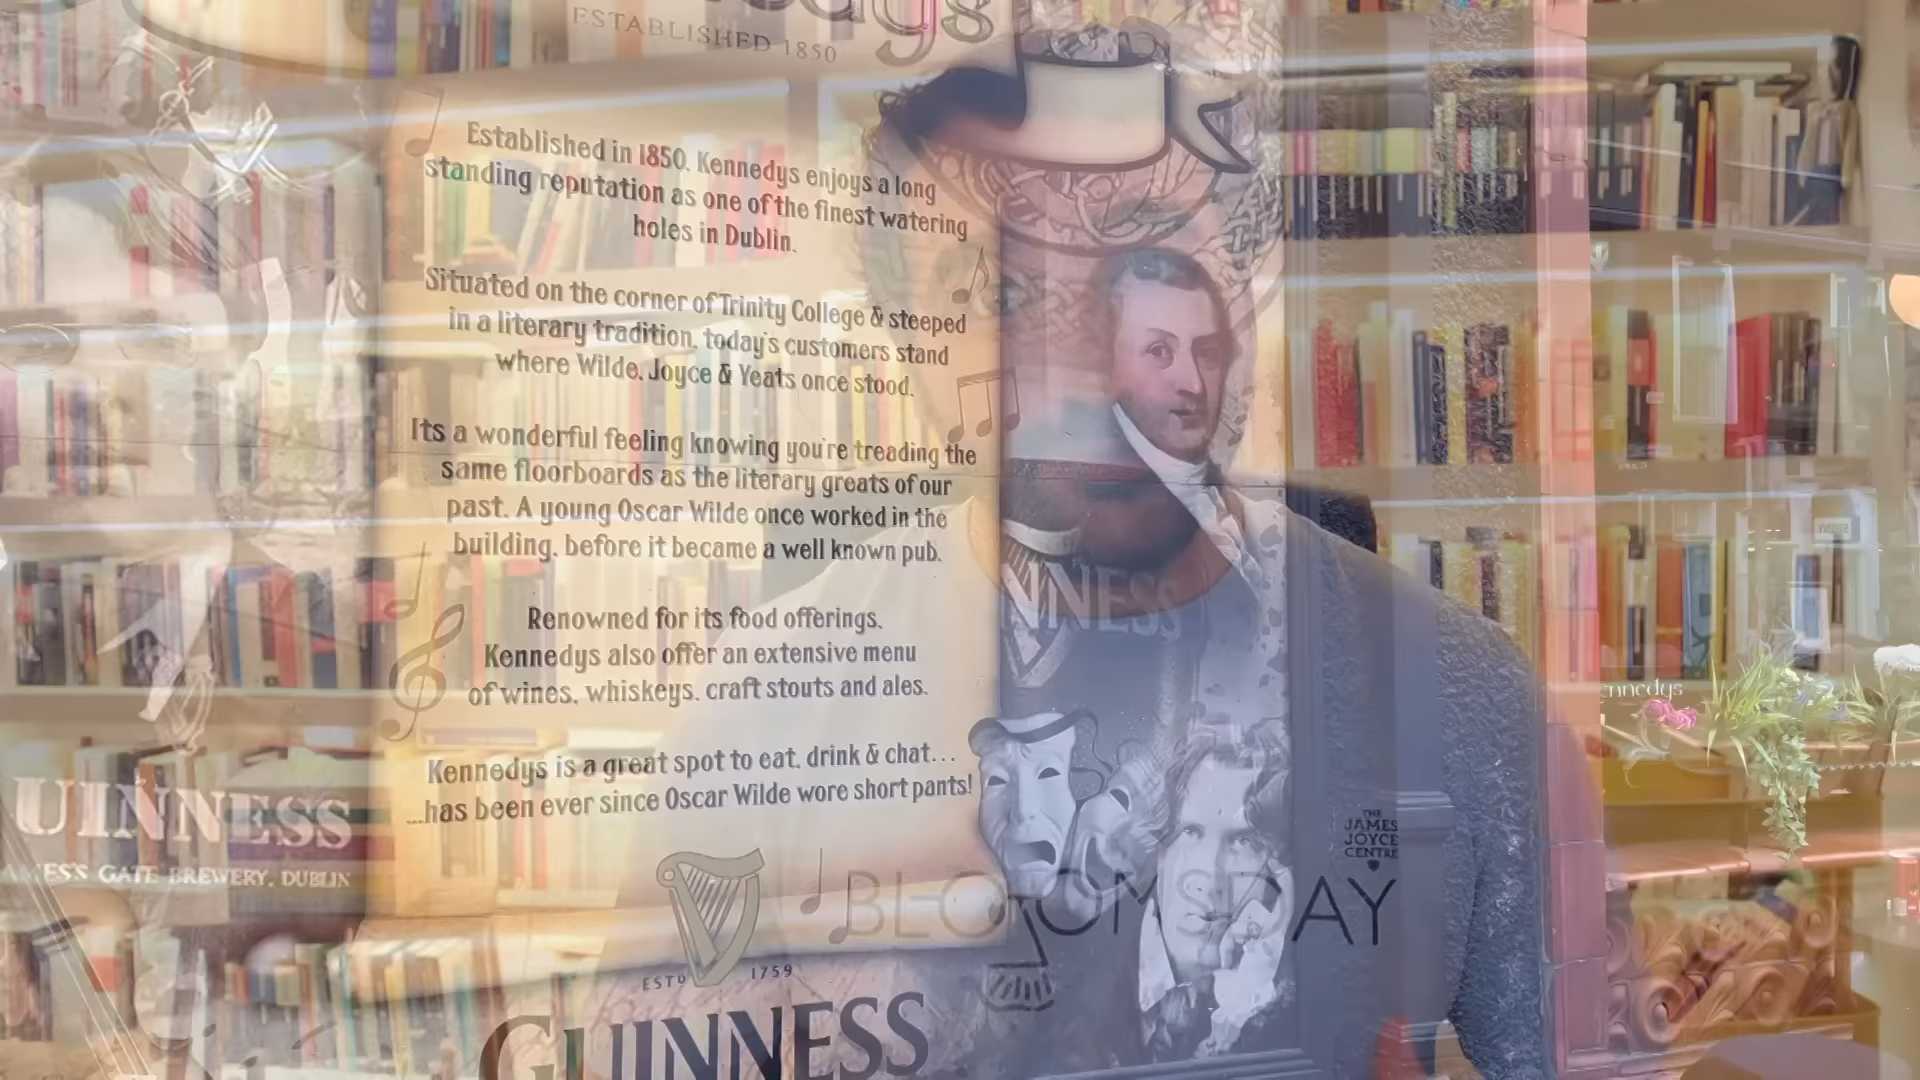 ESTABLISHED 1850
Established in 1850, Kennedys enjoys a long
standing reputation as one of the finest watering
holes in Dublin.
Situated on the corner of Trinity College & steeped
in a literary tradition, today's customers stand
where Wilde, Joyce & Yeats once stood.
Its a wonderful feeling knowing you're treading the
same floorboards as the literary greats of our
past. A young Oscar Wilde once worked in the
building, before it became a well known pub.
Renowned for its food offerings,
Kennedys also offer an extensive menu
of wines, whiskeys, craft stouts and ales.
Kennedys is a great spot to eat, drink & chat...
...has been ever since Oscar Wilde wore short pants!
NNESS
ennedys
UINNESS
GATE BREWERY, DUBLIN
THE
JAMES
JOYCE
CENTRE
BLOOMSDAY
ESTD 1759
GUINNESS